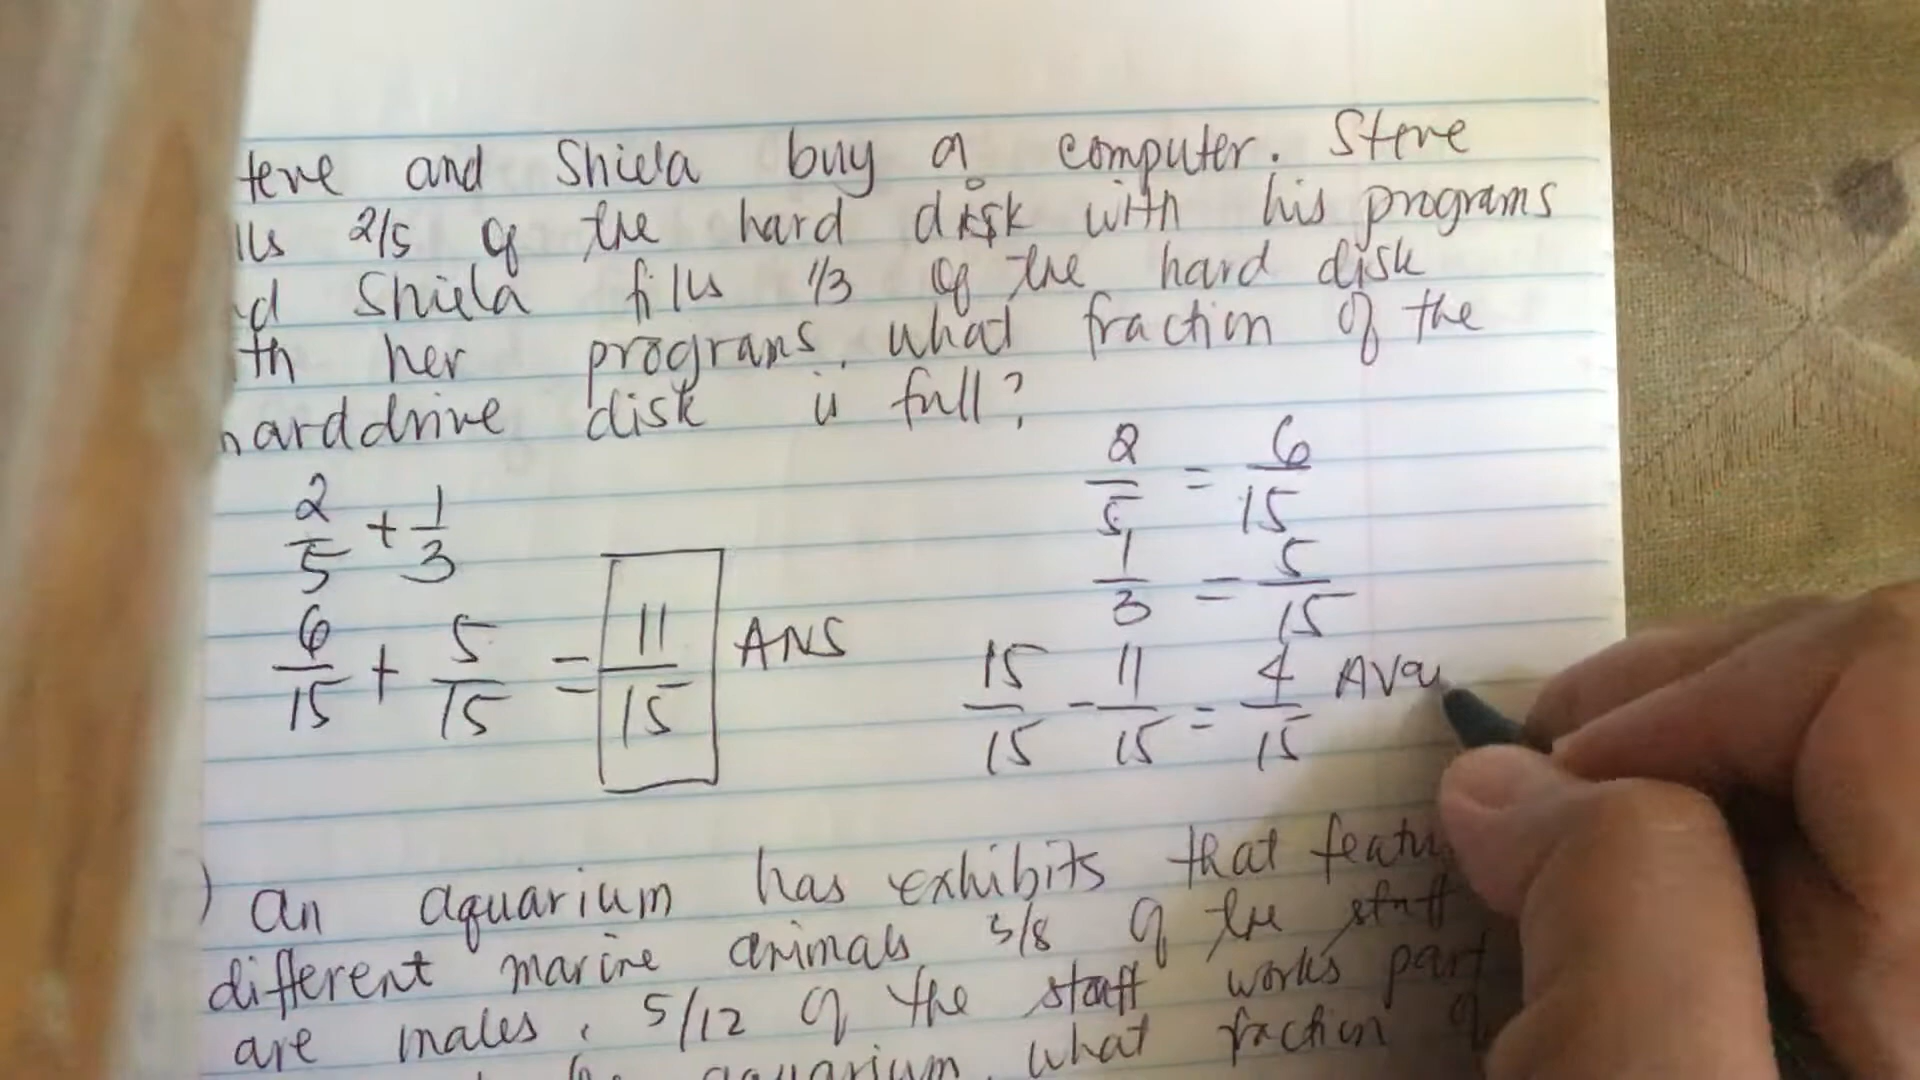 teve and Shiela buy a computer. Steve
lls 2/5 of the hard disk with his programs
d Shiela fills 1/3 of the hard disk
th her programs. what fraction of the
harddrive disk is full?
2/5 = 6/15
2/5 + 1/3
1/3 = 5/15
6/15 + 5/15 = 11/15 ANS
15/15 - 11/15 = 4/15 Avai
) An aquarium has exhibits that featu
different marine animals 3/8 of the staff
are males, 5/12 of the staff works part
aquarium, what fraction of